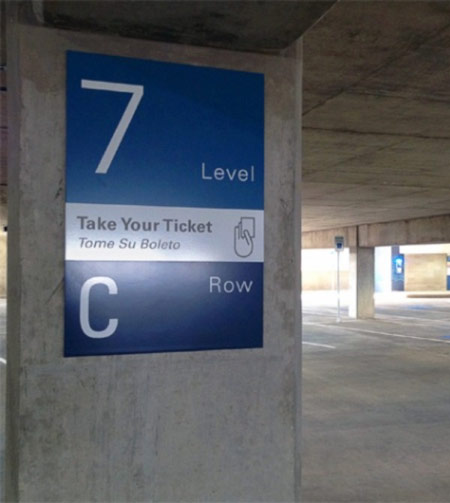 7
Level
Take Your Ticket
Tome Su Boleto
Row
C